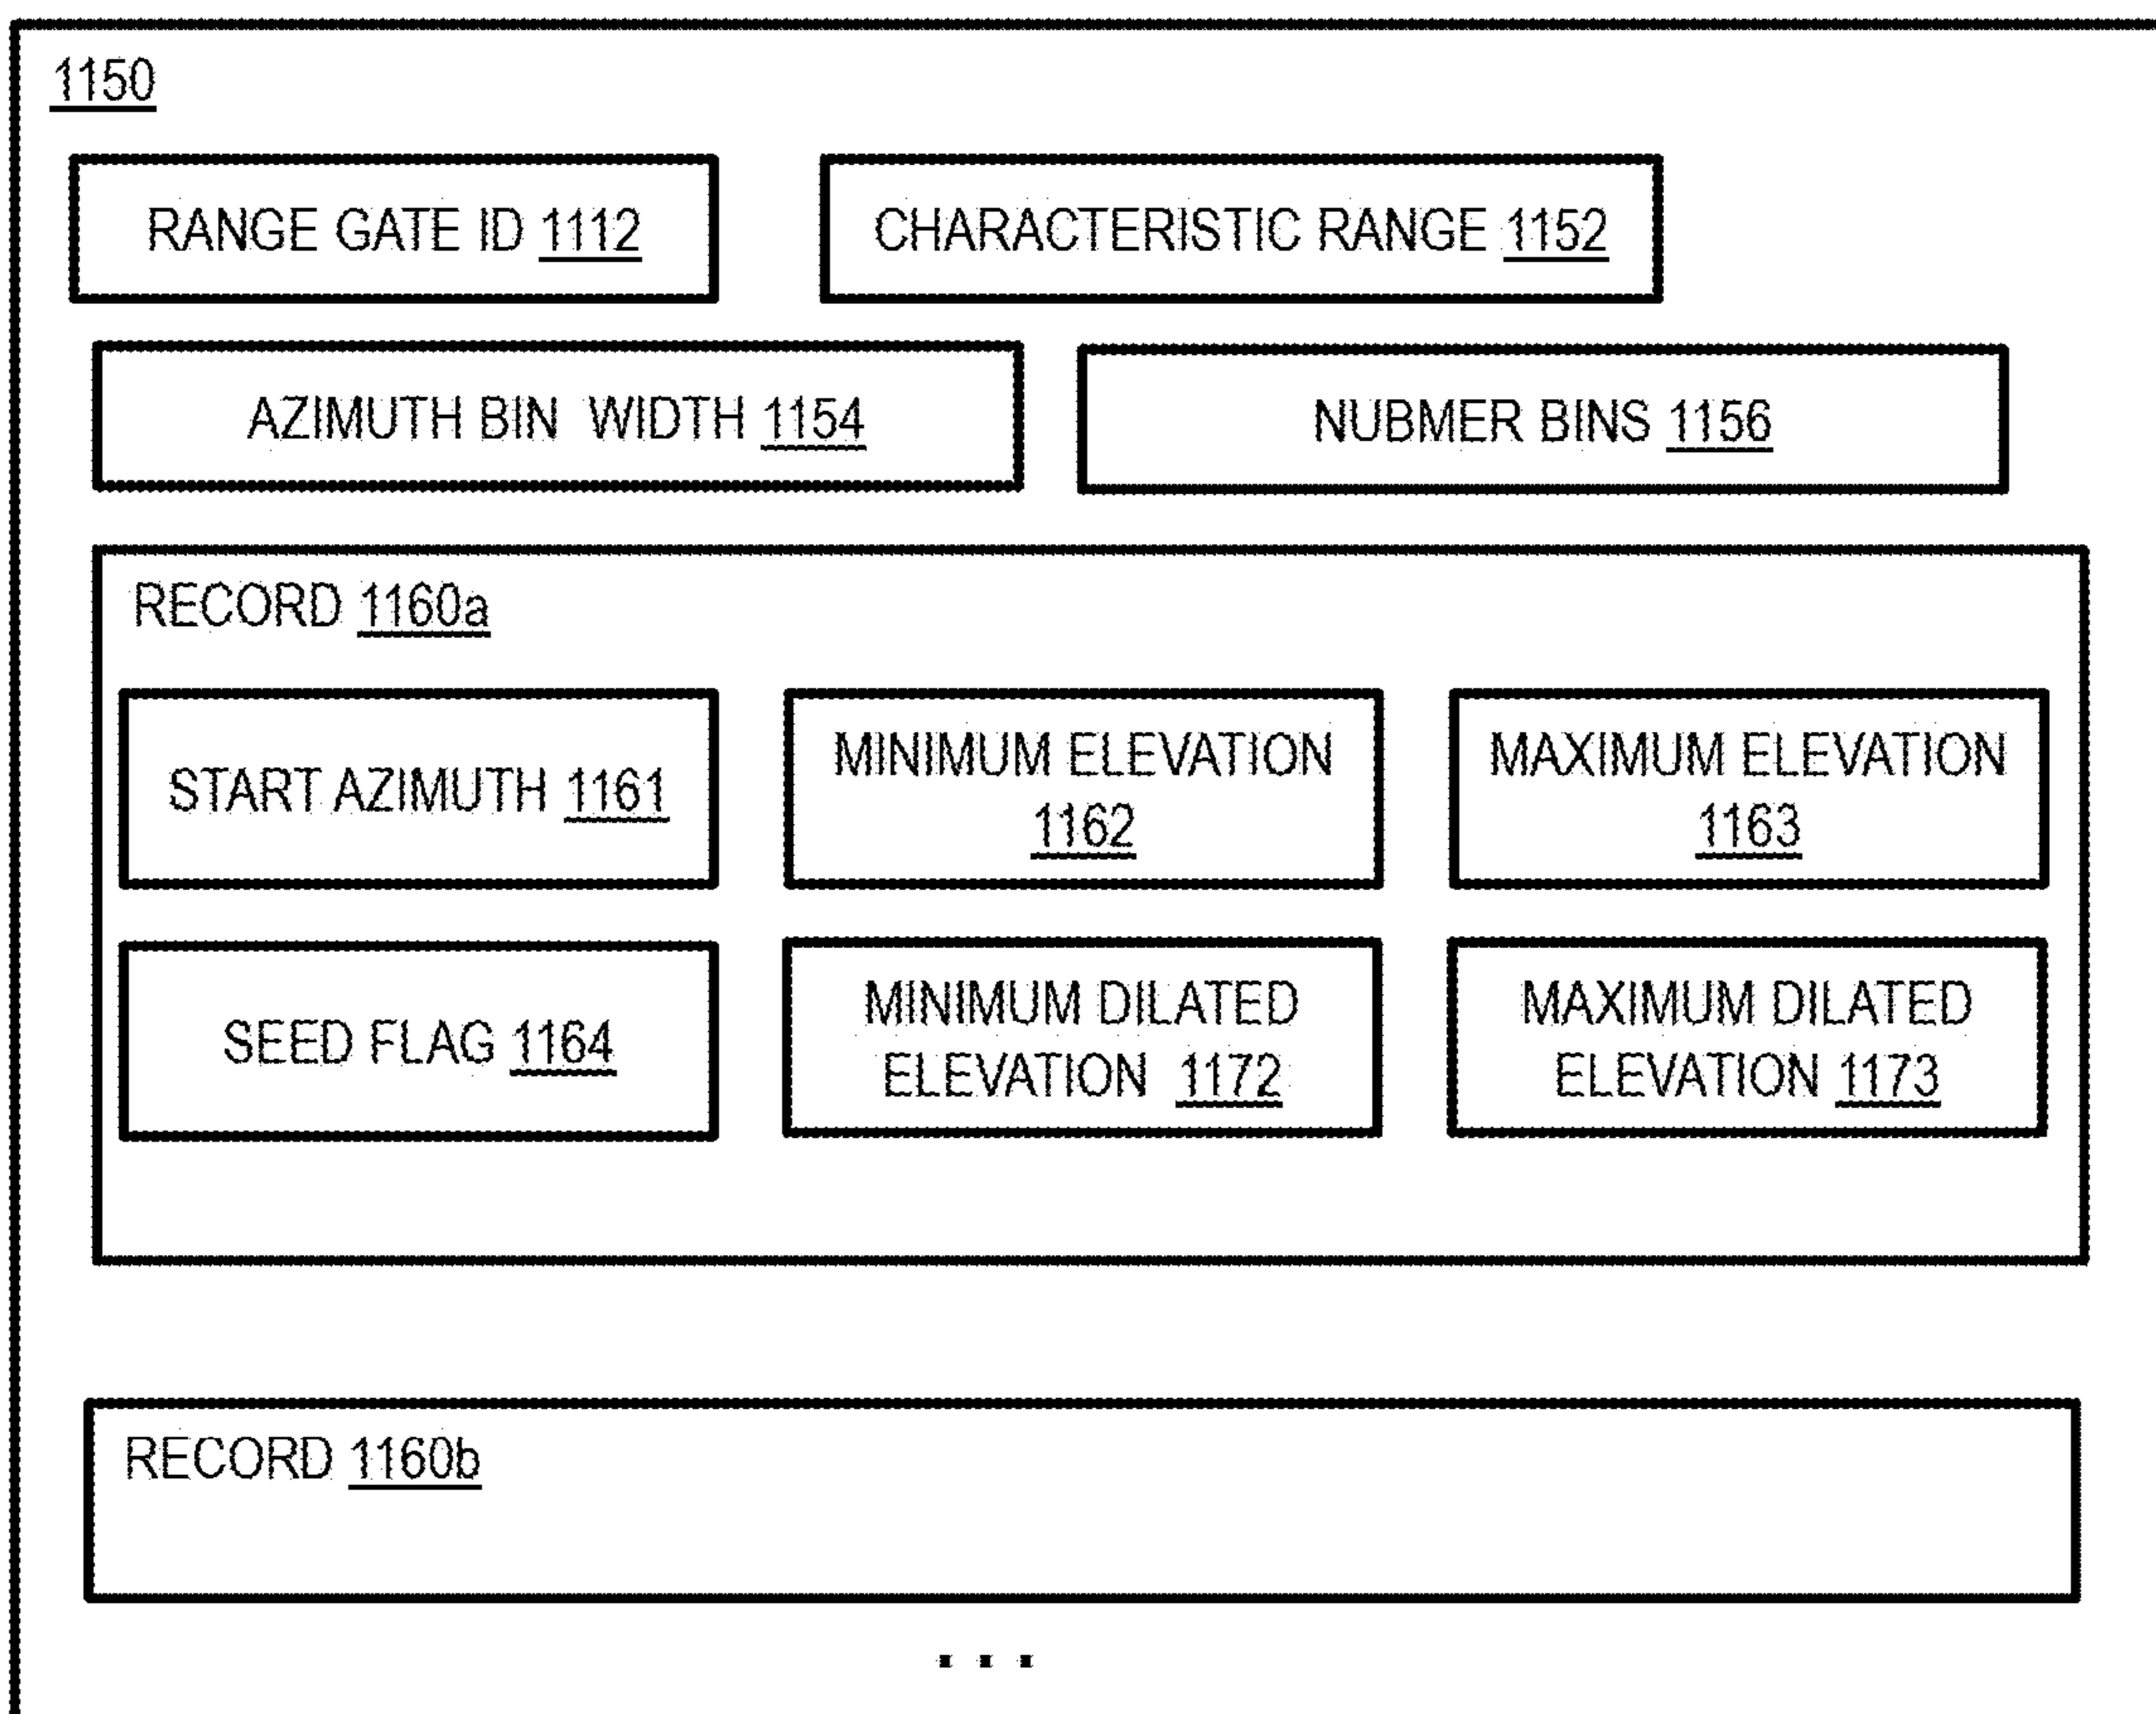 1150
RANGE GATE ID 1112
CHARACTERISTIC RANGE 1152
AZIMUTH BIN WIDTH 1154
NUBMER BINS 1156
RECORD 1160a
START AZIMUTH 1161
MINIMUM ELEVATION
1162
MAXIMUM ELEVATION
1163
SEED FLAG 1164
MINIMUM DILATED
ELEVATION 1172
MAXIMUM DILATED
ELEVATION 1173
RECORD 1160b
...